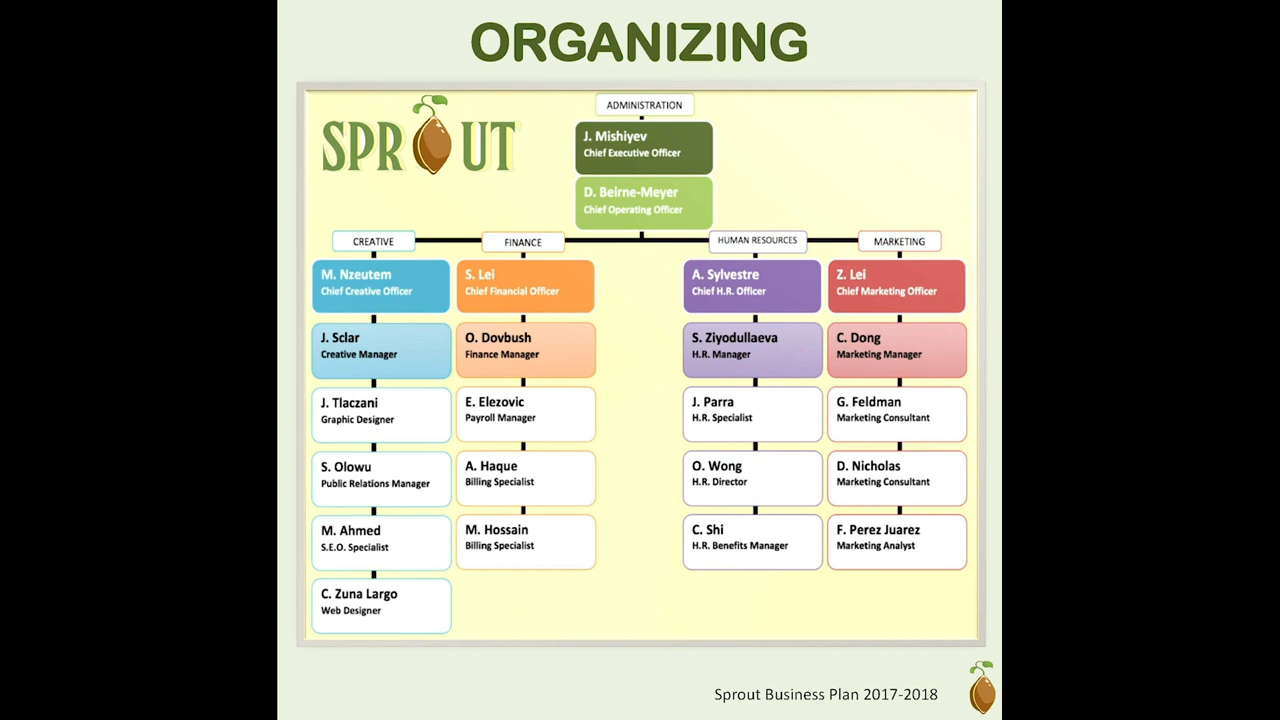 ORGANIZING
SPROUT
ADMINISTRATION
J. Mishiyev
Chief Executive Officer
D. Beirne-Meyer
Chief Operating Officer
CREATIVE
M. Nzeutem
Chief Creative Officer
J. Sclar
Creative Manager
J. Tlaczani
Graphic Designer
S. Olowu
Public Relations Manager
M. Ahmed
S.E.O. Specialist
C. Zuna Largo
Web Designer
FINANCE
S. Lei
Chief Financial Officer
O. Dovbush
Finance Manager
E. Elezovic
Payroll Manager
A. Haque
Billing Specialist
M. Hossain
Billing Specialist
HUMAN RESOURCES
A. Sylvestre
Chief H.R. Officer
S. Ziyodullaeva
H.R. Manager
J. Parra
H.R. Specialist
O. Wong
H.R. Director
C. Shi
H.R. Benefits Manager
MARKETING
Z. Lei
Chief Marketing Officer
C. Dong
Marketing Manager
G. Feldman
Marketing Consultant
D. Nicholas
Marketing Consultant
F. Perez Juarez
Marketing Analyst
Sprout Business Plan 2017-2018